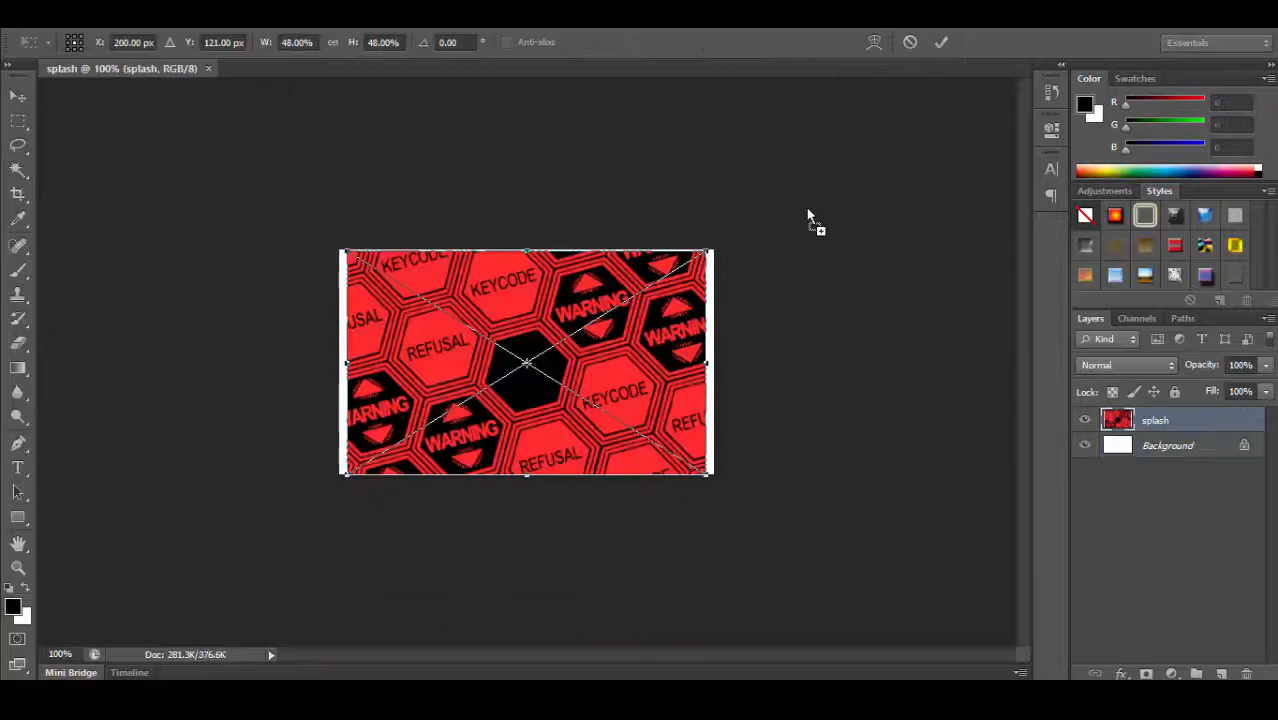 X: 200.00 px Y: 121.00 px W: 48.00% H: 48.00% 0.00 ° Anti-alias Essentials
splash @ 100% (splash, RGB/8) ×
Color Swatches
R
G
B
Adjustments Styles
KEYCODE
KEYCODE
WARNING
REFUSAL
WARNING
KEYCODE
WARNING
WARNING
REFUSAL
Layers Channels Paths
Kind
Normal Opacity: 100%
Lock: Fill: 100%
splash
Background
100% Doc: 281.3K/376.6K
Mini Bridge Timeline